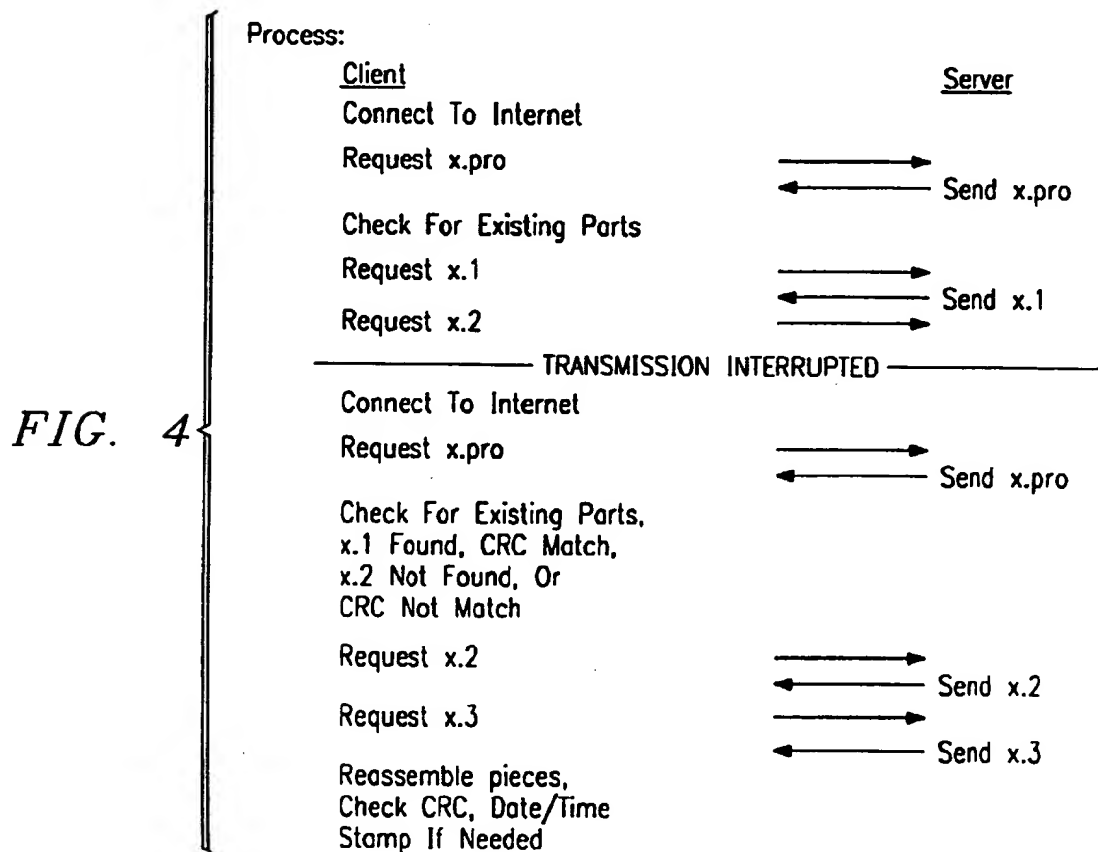 Process:
Client Server
Connect To Internet
Request x.pro
Send x.pro
Check For Existing Parts
Request x.1
Send x.1
Request x.2
TRANSMISSION INTERRUPTED
Connect To Internet
FIG. 4
Request x.pro
Send x.pro
Check For Existing Parts,
x.1 Found, CRC Match,
x.2 Not Found, Or
CRC Not Match
Request x.2
Send x.2
Request x.3
Send x.3
Reassemble pieces,
Check CRC, Date/Time
Stamp If Needed